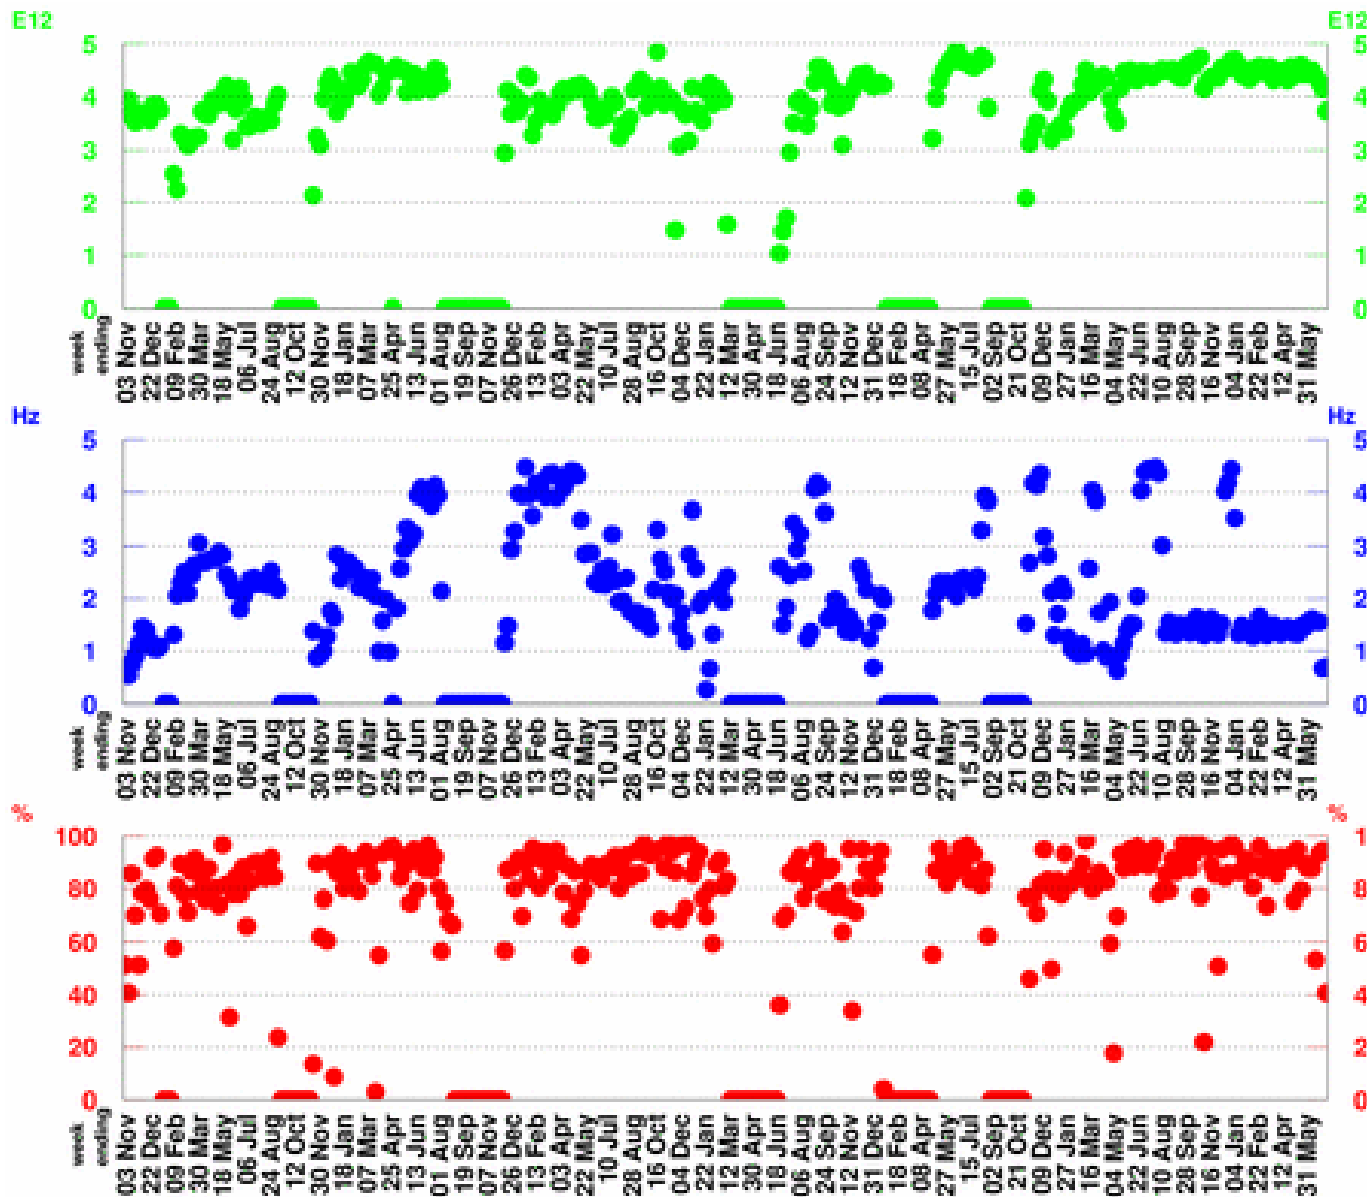 E12 E12
5 5
4 4
3 3
2 2
1 1
0 0
week ending
03 Nov 22 Dec 09 Feb 30 Mar 18 May 06 Jul 24 Aug 12 Oct 30 Nov 18 Jan 07 Mar 25 Apr 13 Jun 01 Aug 19 Sep 07 Nov 26 Dec 13 Feb 03 Apr 22 May 10 Jul 28 Aug 16 Oct 04 Dec 22 Jan 12 Mar 30 Apr 18 Jun 06 Aug 24 Sep 12 Nov 31 Dec 18 Feb 08 Apr 27 May 15 Jul 02 Sep 21 Oct 09 Dec 27 Jan 16 Mar 04 May 22 Jun 10 Aug 28 Sep 16 Nov 04 Jan 22 Feb 12 Apr 31 May
Hz Hz
5 5
4 4
3 3
2 2
1 1
0 0
week ending
03 Nov 22 Dec 09 Feb 30 Mar 18 May 06 Jul 24 Aug 12 Oct 30 Nov 18 Jan 07 Mar 25 Apr 13 Jun 01 Aug 19 Sep 07 Nov 26 Dec 13 Feb 03 Apr 22 May 10 Jul 28 Aug 16 Oct 04 Dec 22 Jan 12 Mar 30 Apr 18 Jun 06 Aug 24 Sep 12 Nov 31 Dec 18 Feb 08 Apr 27 May 15 Jul 02 Sep 21 Oct 09 Dec 27 Jan 16 Mar 04 May 22 Jun 10 Aug 28 Sep 16 Nov 04 Jan 22 Feb 12 Apr 31 May
% %
100 1
80 8
60 6
40 4
20 2
0 0
week ending
03 Nov 22 Dec 09 Feb 30 Mar 18 May 06 Jul 24 Aug 12 Oct 30 Nov 18 Jan 07 Mar 25 Apr 13 Jun 01 Aug 19 Sep 07 Nov 26 Dec 13 Feb 03 Apr 22 May 10 Jul 28 Aug 16 Oct 04 Dec 22 Jan 12 Mar 30 Apr 18 Jun 06 Aug 24 Sep 12 Nov 31 Dec 18 Feb 08 Apr 27 May 15 Jul 02 Sep 21 Oct 09 Dec 27 Jan 16 Mar 04 May 22 Jun 10 Aug 28 Sep 16 Nov 04 Jan 22 Feb 12 Apr 31 May